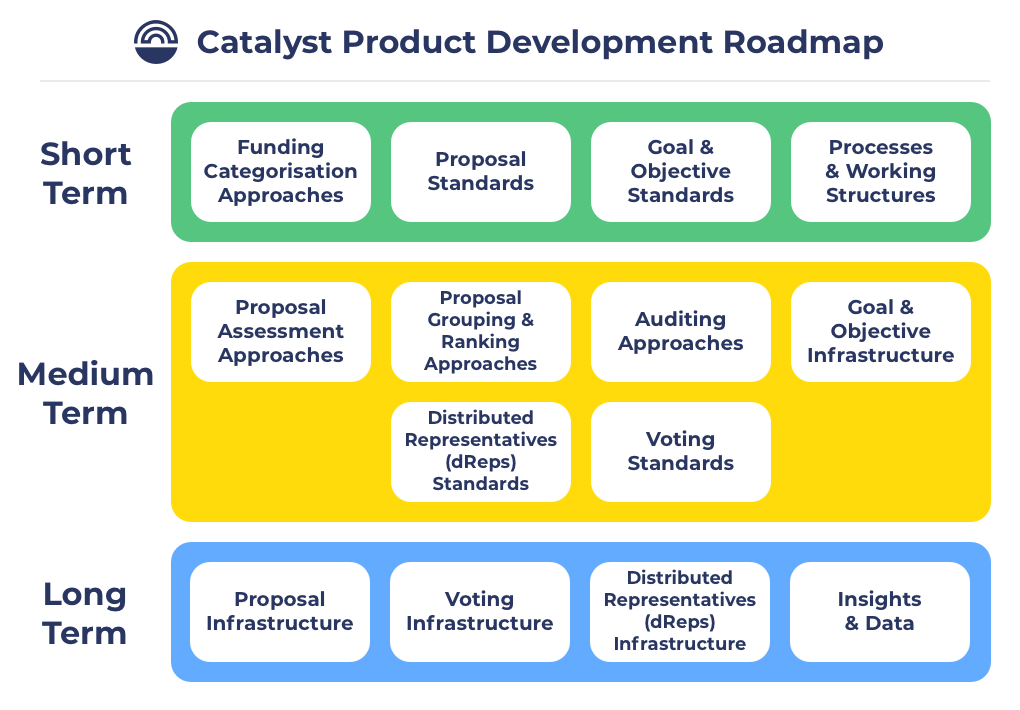 Catalyst Product Development Roadmap
Short
Term
Funding
Categorisation
Approaches
Proposal
Standards
Goal &
Objective
Standards
Processes
& Working
Structures
Medium
Term
Proposal
Assessment
Approaches
Proposal
Grouping &
Ranking
Approaches
Auditing
Approaches
Goal &
Objective
Infrastructure
Distributed
Representatives
(dReps)
Standards
Voting
Standards
Long
Term
Proposal
Infrastructure
Voting
Infrastructure
Distributed
Representatives
(dReps)
Infrastructure
Insights
& Data